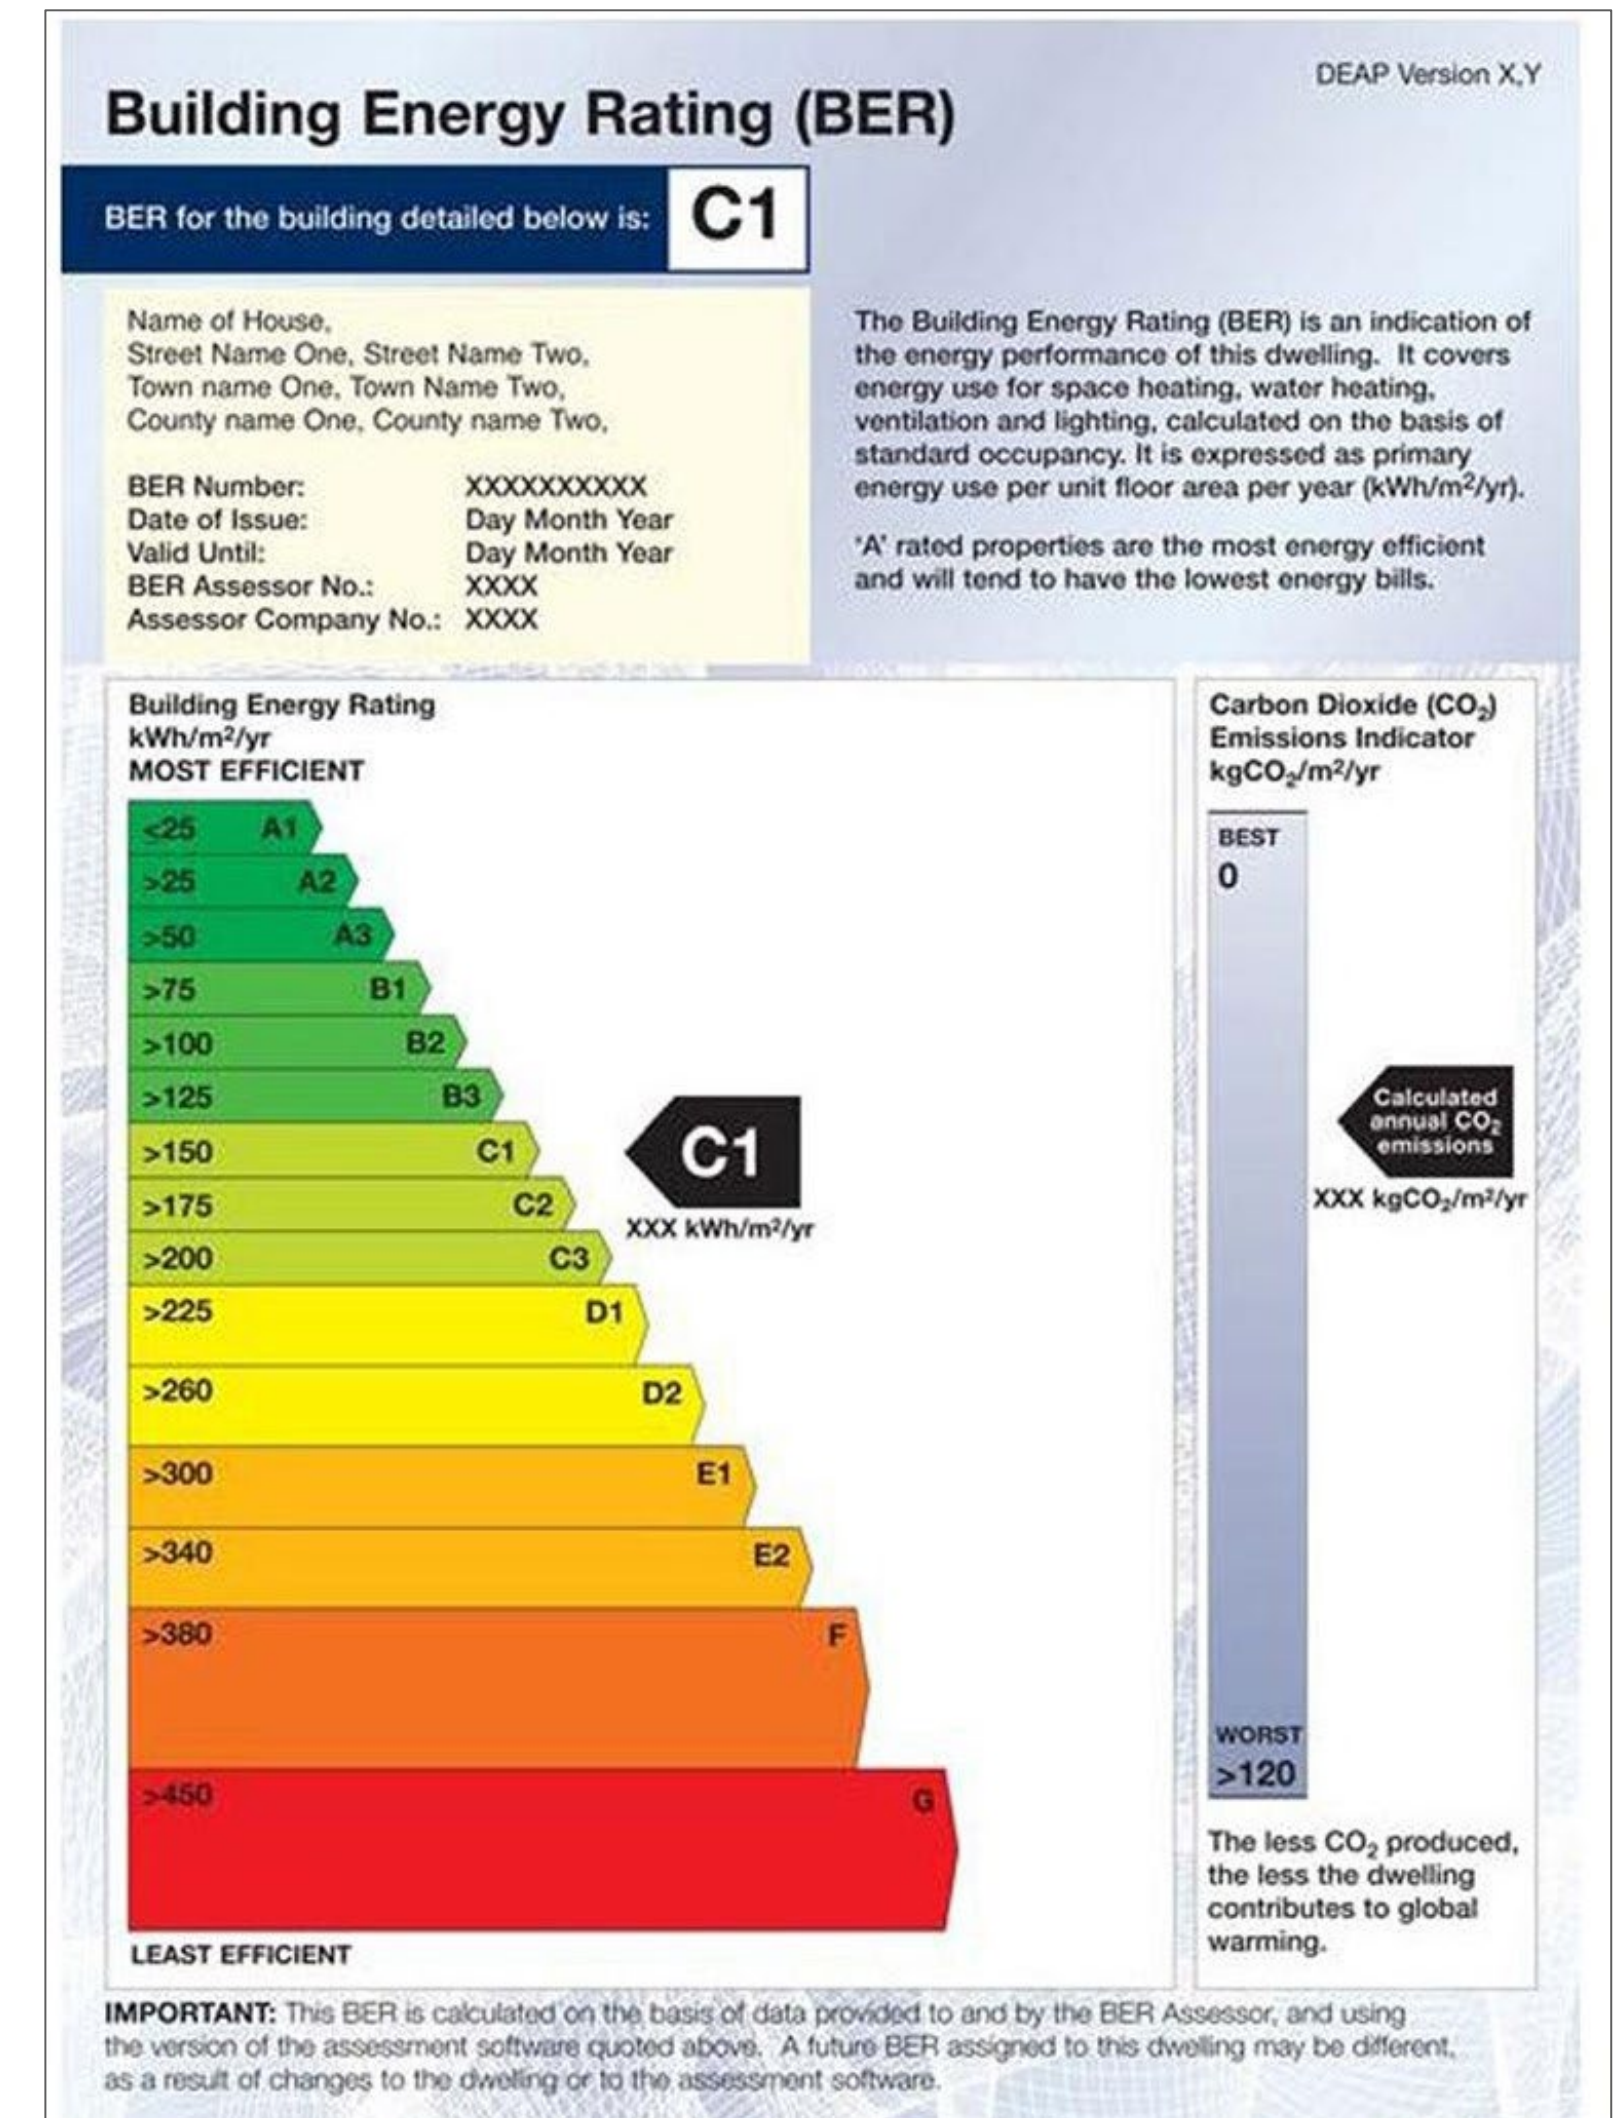 DEAP Version X,Y
Building Energy Rating (BER)
BER for the building detailed below is:
C1
Name of House,
Street Name One, Street Name Two,
Town name One, Town Name Two,
County name One, County name Two,
BER Number: XXXXXXXXXX
Date of Issue: Day Month Year
Valid Until: Day Month Year
BER Assessor No.: XXXX
Assessor Company No.: XXXX
The Building Energy Rating (BER) is an indication of
the energy performance of this dwelling. It covers
energy use for space heating, water heating,
ventilation and lighting, calculated on the basis of
standard occupancy. It is expressed as primary
energy use per unit floor area per year (kWh/m²/yr).
'A' rated properties are the most energy efficient
and will tend to have the lowest energy bills.
Building Energy Rating
kWh/m²/yr
MOST EFFICIENT
≤25 A1
>25 A2
>50 A3
>75 B1
>100 B2
>125 B3
>150 C1
>175 C2
>200 C3
>225 D1
>260 D2
>300 E1
>340 E2
>380 F
>450 G
LEAST EFFICIENT
C1
XXX kWh/m²/yr
Carbon Dioxide (CO₂)
Emissions Indicator
kgCO₂/m²/yr
BEST
0
Calculated
annual CO₂
emissions
XXX kgCO₂/m²/yr
WORST
>120
The less CO₂ produced,
the less the dwelling
contributes to global
warming.
IMPORTANT: This BER is calculated on the basis of data provided to and by the BER Assessor, and using
the version of the assessment software quoted above. A future BER assigned to this dwelling may be different,
as a result of changes to the dwelling or to the assessment software.